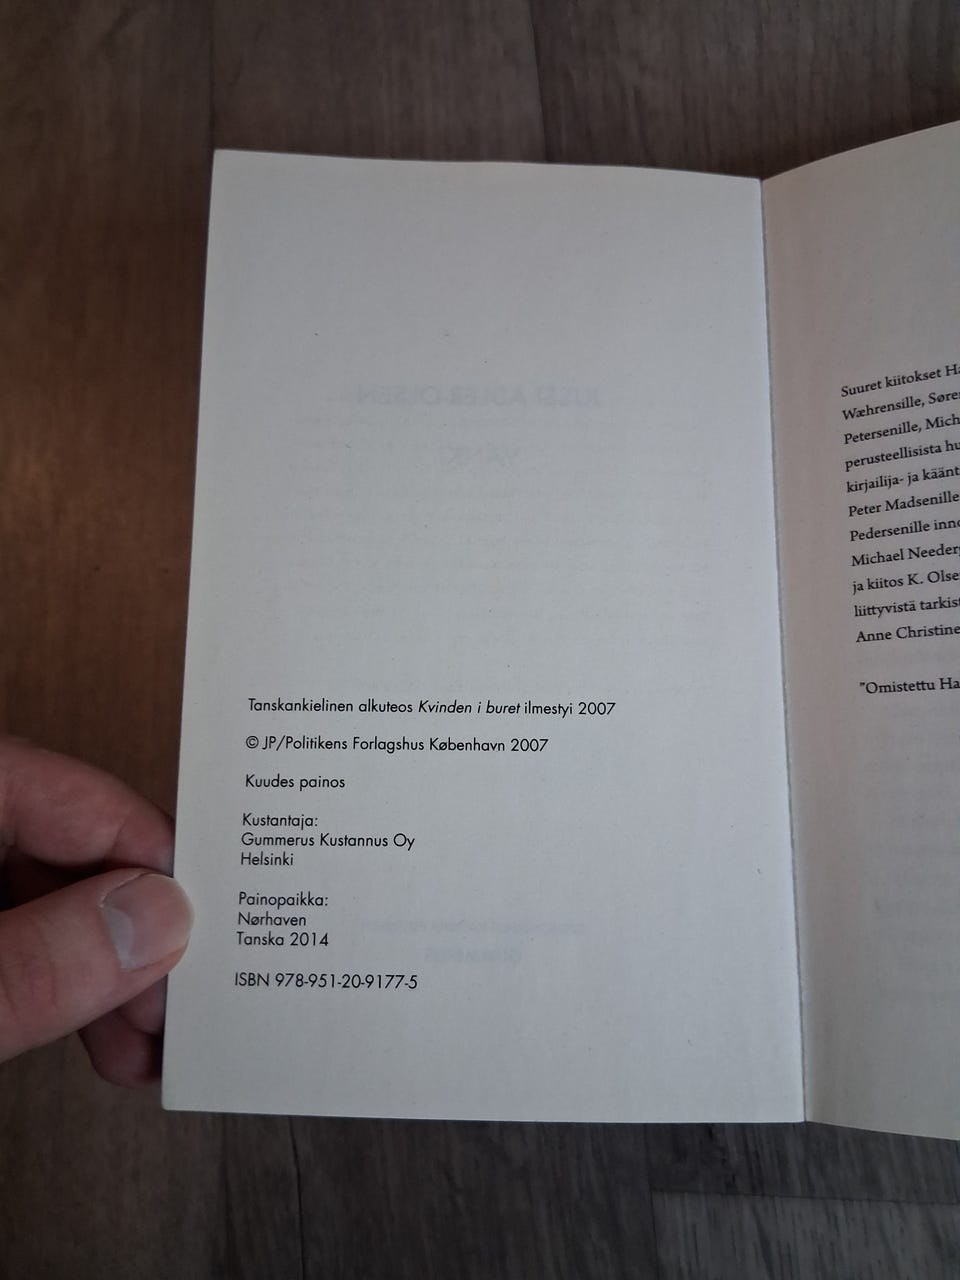 Tanskankielinen alkuteos Kvinden i buret ilmestyi 2007
© JP/Politikens Forlagshus København 2007
Kuudes painos
Kustantaja:
Gummerus Kustannus Oy
Helsinki
Painopaikka:
Nørhaven
Tanska 2014
ISBN 978-951-20-9177-5
Suuret kiitokset
Wæhrensille,
Petersenille,
perusteellisista
kirjailija- ja
Peter Madsenille
Pedersenille
Michael
ja kiitos K.
liittyvistä
Anne Christine
"Omistettu